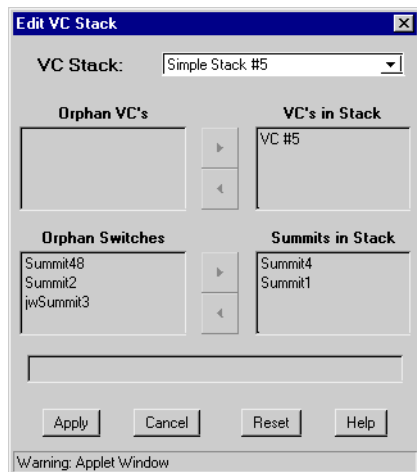 Edit VC Stack
VC Stack: Simple Stack #5
Orphan VC's VC's in Stack
VC #5
Orphan Switches Summits in Stack
Summit48 Summit4
Summit2 Summit1
jwSummit3
Apply Cancel Reset Help
Warning: Applet Window